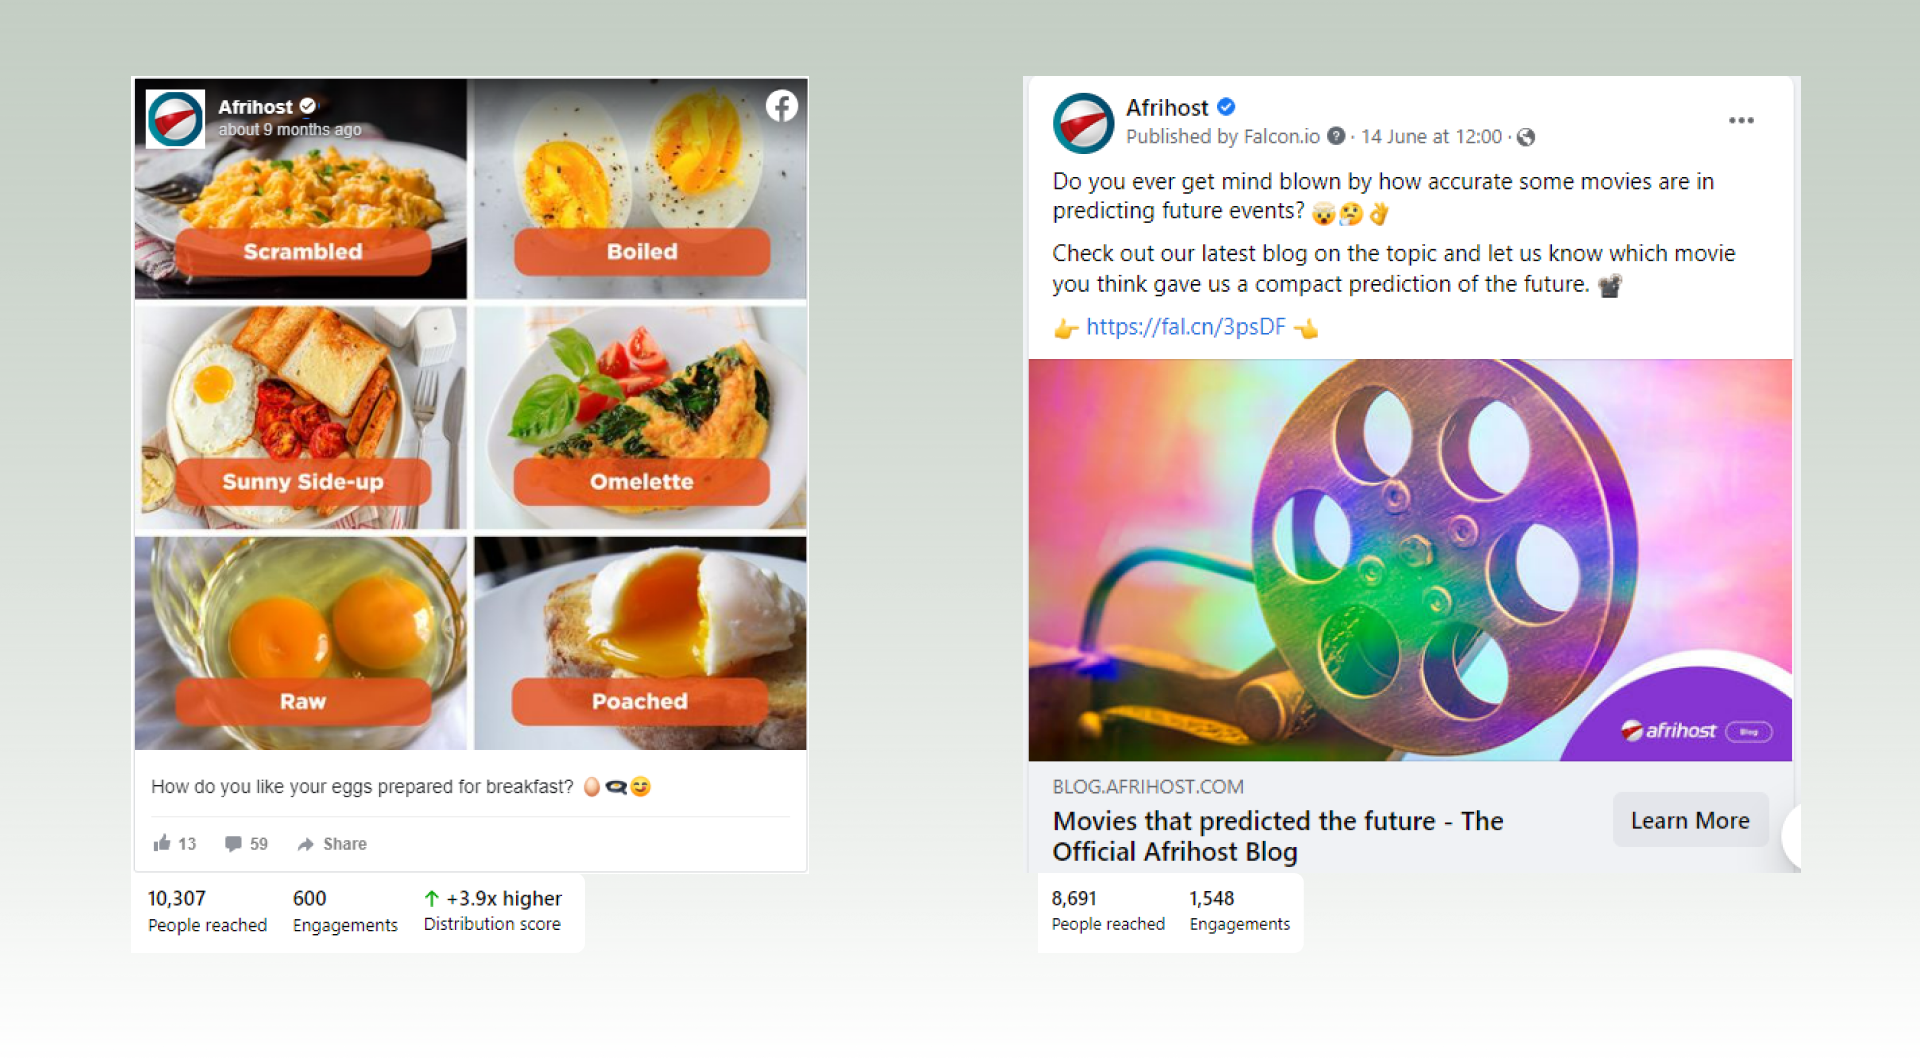 Afrihost
about 9 months ago
Scrambled
Boiled
Sunny Side-up
Omelette
Raw
Poached
How do you like your eggs prepared for breakfast? 🥚🍳😋
13 59 Share
10,307 600 +3.9x higher
People reached Engagements Distribution score
Afrihost
Published by Falcon.io · 14 June at 12:00 ·
Do you ever get mind blown by how accurate some movies are in
predicting future events? 🤯🤔👌
Check out our latest blog on the topic and let us know which movie
you think gave us a compact prediction of the future. 📽
👉 https://fal.cn/3psDF 👈
afrihost Blog
BLOG.AFRIHOST.COM
Movies that predicted the future - The
Official Afrihost Blog
Learn More
8,691 1,548
People reached Engagements